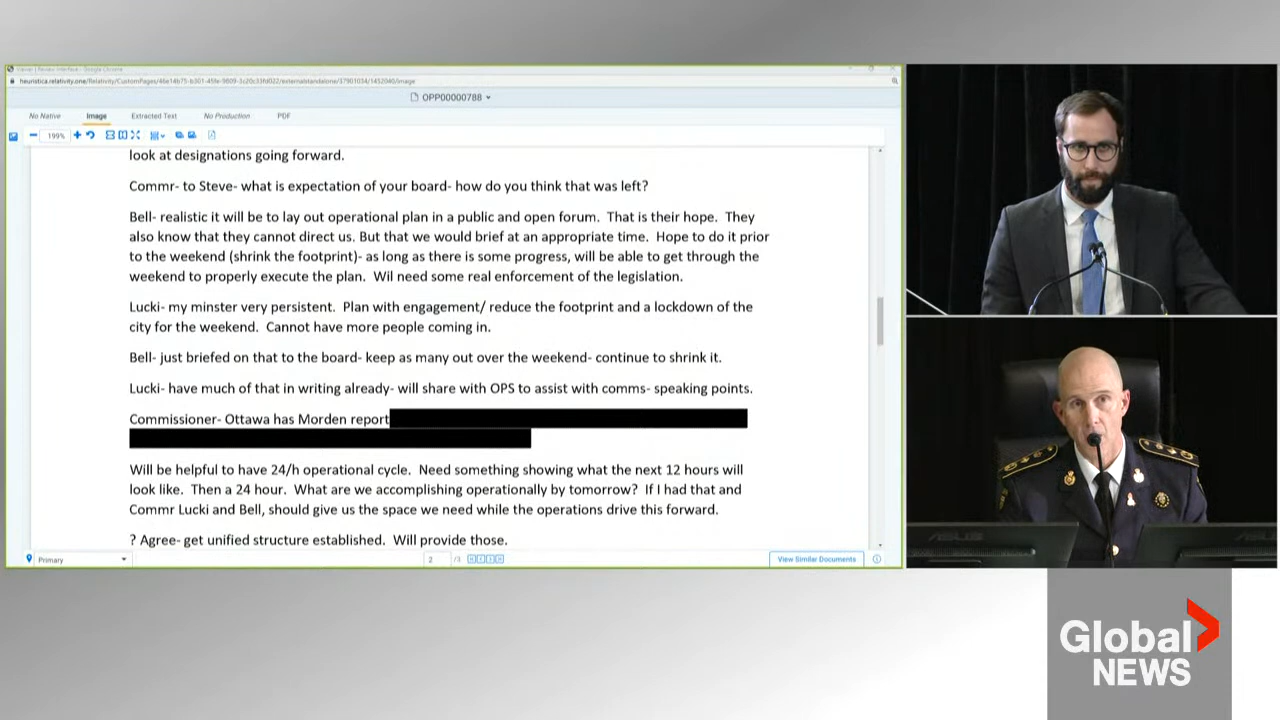 heuristica.relativity.one/Relativity/CustomPages/
OPP00000788
No Native Image Extracted Text No Production PDF
199%
look at designations going forward.
Commr- to Steve- what is expectation of your board- how do you think that was left?
Bell- realistic it will be to lay out operational plan in a public and open forum. That is their hope. They
also know that they cannot direct us. But that we would brief at an appropriate time. Hope to do it prior
to the weekend (shrink the footprint)- as long as there is some progress, will be able to get through the
weekend to properly execute the plan. Wil need some real enforcement of the legislation.
Lucki- my minster very persistent. Plan with engagement/ reduce the footprint and a lockdown of the
city for the weekend. Cannot have more people coming in.
Bell- just briefed on that to the board- keep as many out over the weekend- continue to shrink it.
Lucki- have much of that in writing already- will share with OPS to assist with comms- speaking points.
Commissioner- Ottawa has Morden report
Will be helpful to have 24/h operational cycle. Need something showing what the next 12 hours will
look like. Then a 24 hour. What are we accomplishing operationally by tomorrow? If I had that and
Commr Lucki and Bell, should give us the space we need while the operations drive this forward.
? Agree- get unified structure established. Will provide those.
Primary 2 /3 View Similar Documents
ASUS
Global
NEWS